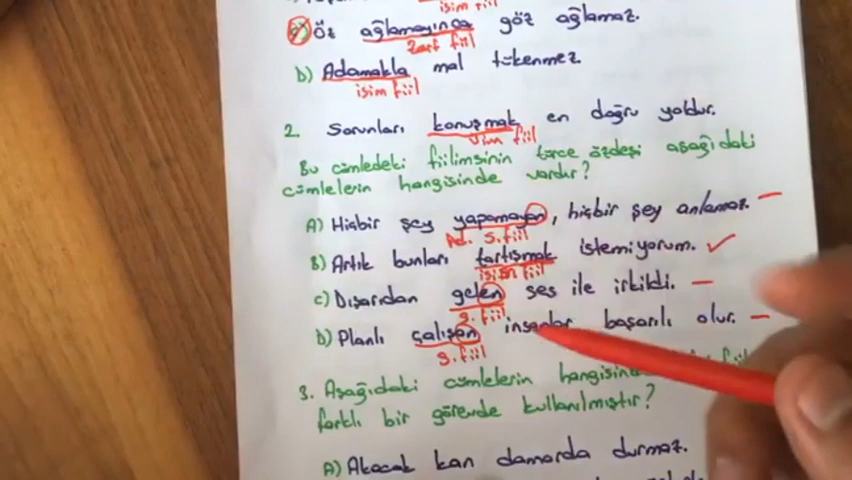 isim fiil
Öz ağlamayınca göz ağlamaz.
zarf fiil
D) Adamakla mal tükenmez.
isim fiil
2. Sorunları konuşmak en doğru yoldur.
isim fiil
Bu cümledeki fiilimsinin türce özdeşi aşağıdaki
cümlelerin hangisinde vardır?
A) Hiçbir şey yapamayan, hiçbir şey anlamaz.
Ad. s.fiil
B) Artık bunları tartışmak istemiyorum.
isim fiil
C) Dışarıdan gelen ses ile irkildi.
s.fiil
D) Planlı çalışan insanlar başarılı olur.
s.fiil
3. Aşağıdaki cümlelerin
farklı bir görevde kullanılmıştır?
A) Akacak kan damarda durmaz.